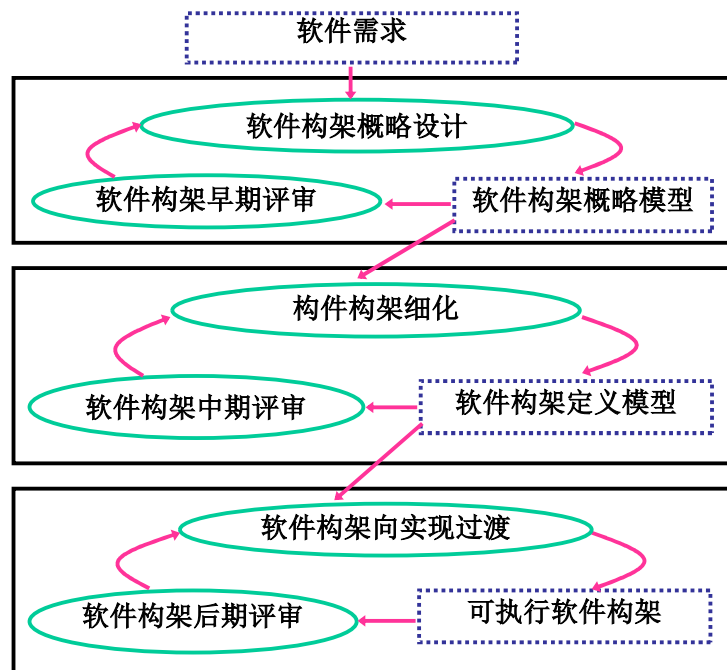 软件需求
软件构架概略设计
软件构架早期评审
软件构架概略模型
构件构架细化
软件构架中期评审
软件构架定义模型
软件构架向实现过渡
软件构架后期评审
可执行软件构架